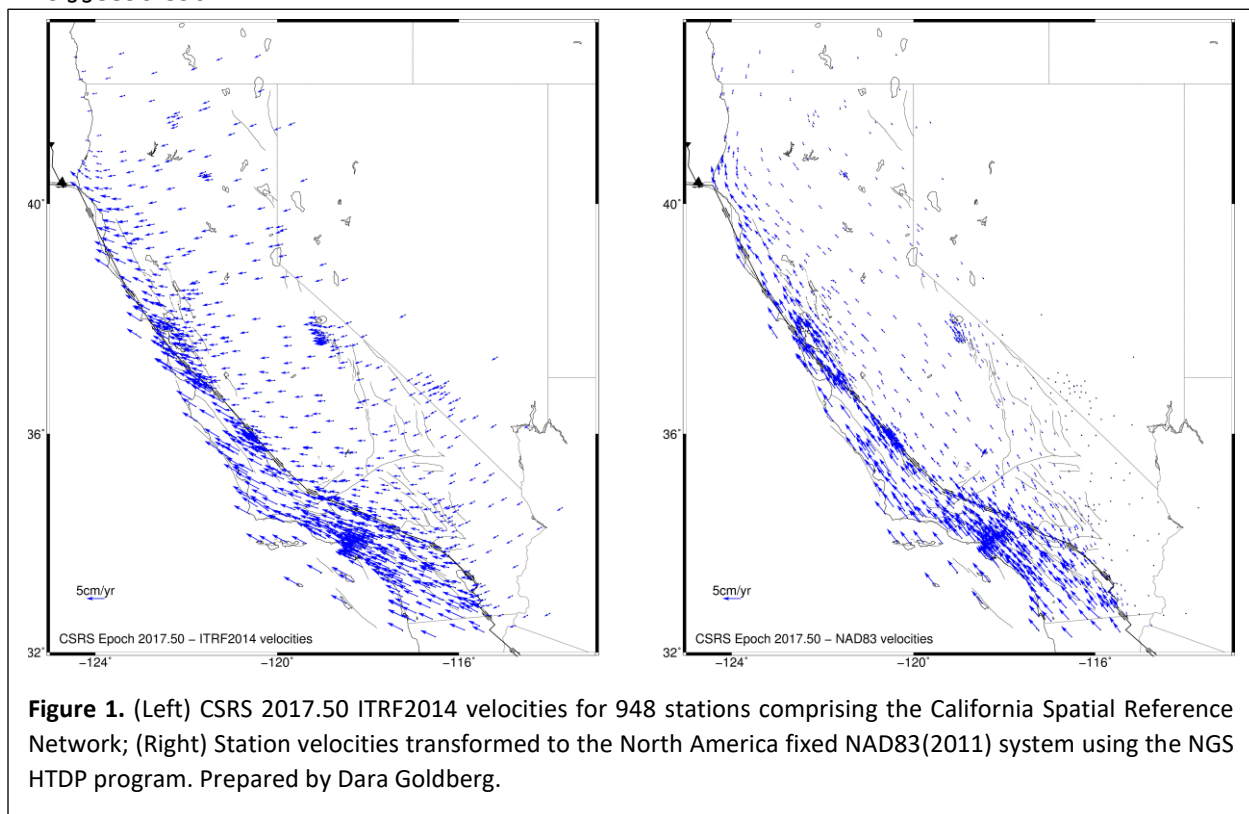 40°
36°
32°
−124°
−120°
−116°
5cm/yr
CSRS Epoch 2017.50 − ITRF2014 velocities
40°
36°
32°
−124°
−120°
−116°
5cm/yr
CSRS Epoch 2017.50 − NAD83 velocities
Figure 1. (Left) CSRS 2017.50 ITRF2014 velocities for 948 stations comprising the California Spatial Reference
Network; (Right) Station velocities transformed to the North America fixed NAD83(2011) system using the NGS
HTDP program. Prepared by Dara Goldberg.